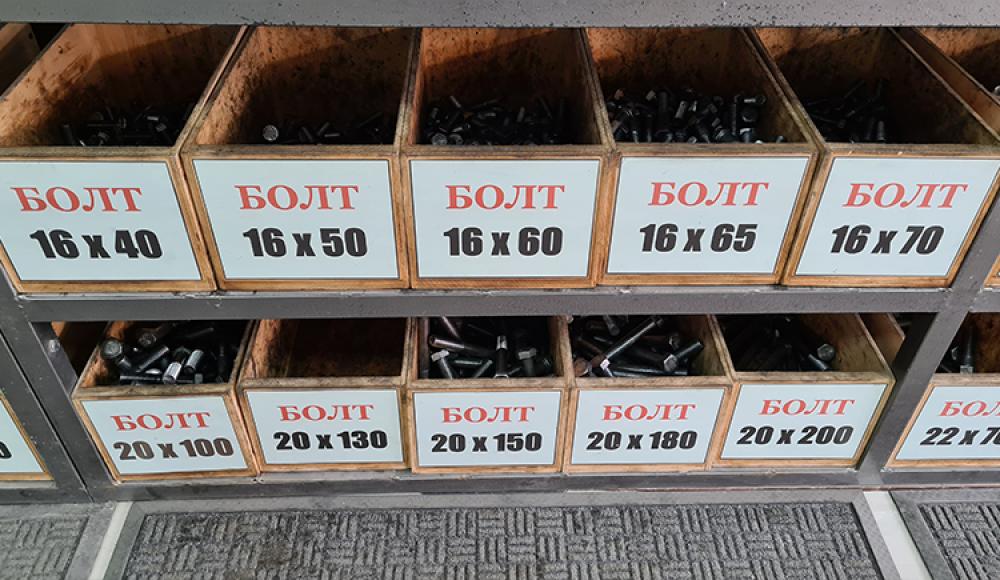 БОЛТ
16 x 40
БОЛТ
16 x 50
БОЛТ
16 x 60
БОЛТ
16 x 65
БОЛТ
16 x 70
БОЛТ
20 x 100
БОЛТ
20 x 130
БОЛТ
20 x 150
БОЛТ
20 x 180
БОЛТ
20 x 200